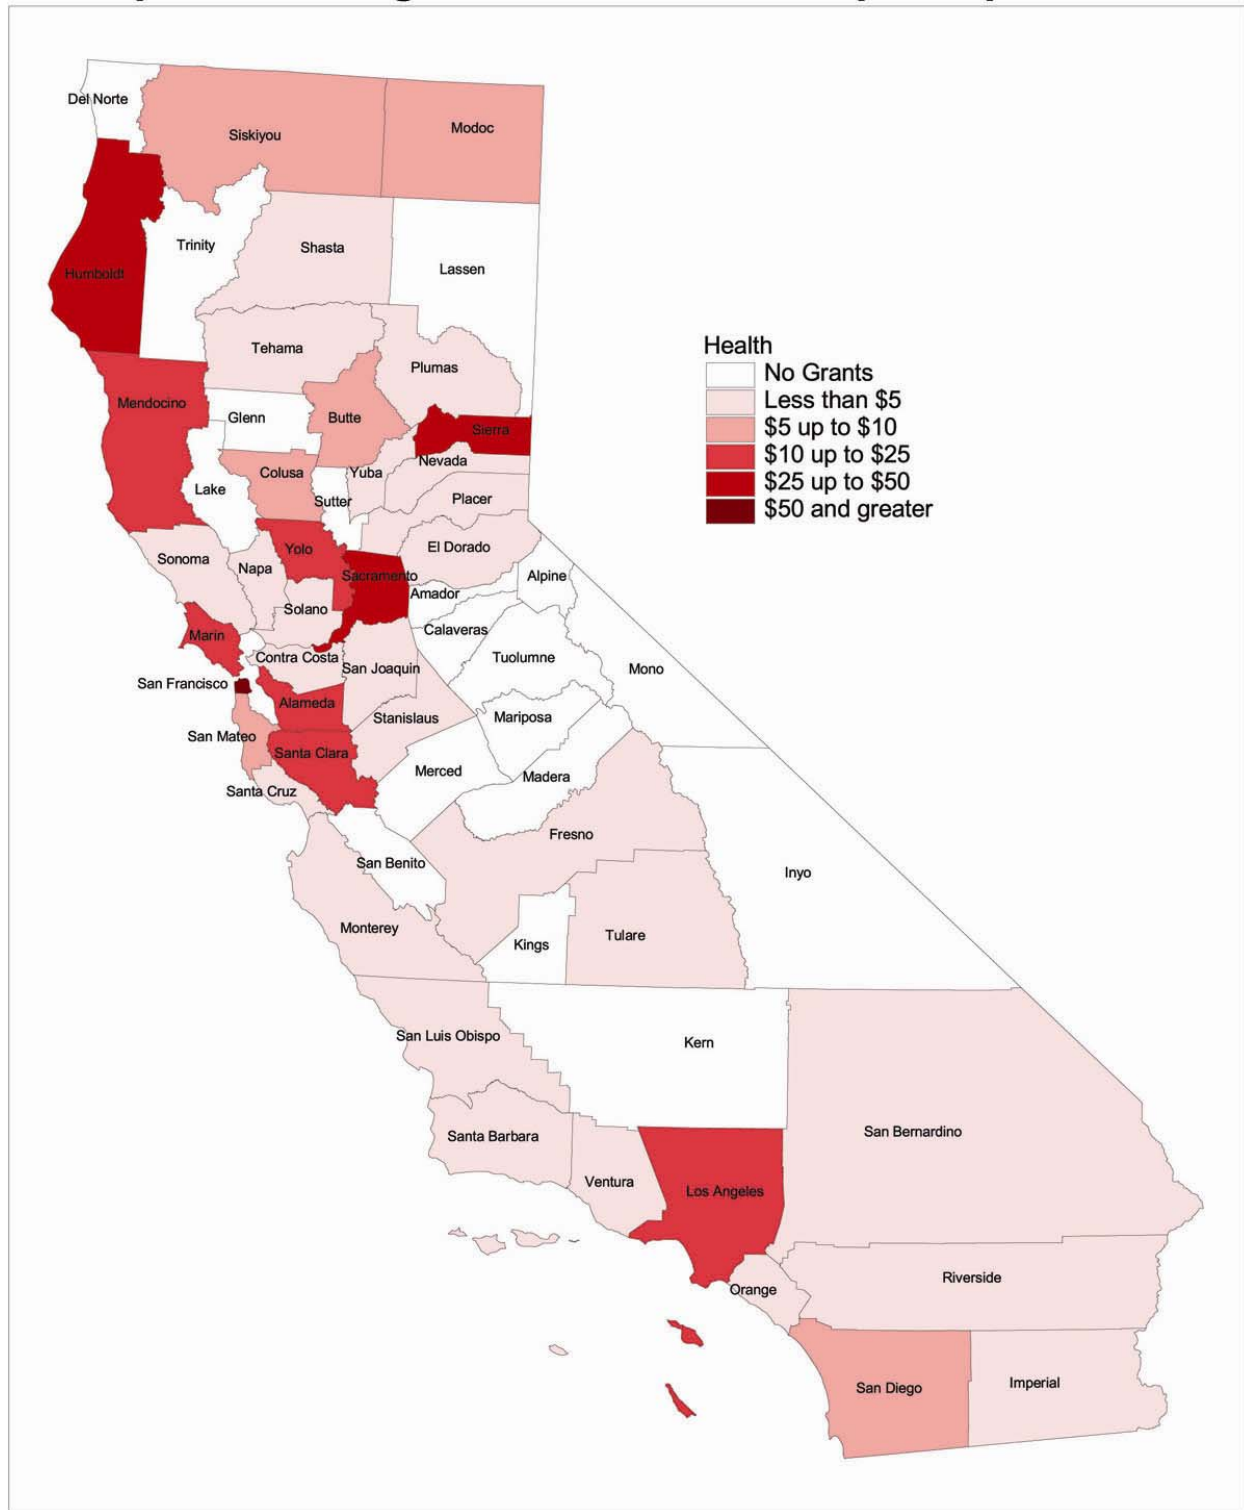 Del Norte
Siskiyou
Modoc
Humboldt
Trinity
Shasta
Lassen
Tehama
Plumas
Mendocino
Glenn
Butte
Sierra
Colusa
Yuba
Nevada
Lake
Sutter
Placer
Sonoma
Napa
Yolo
El Dorado
Sacramento
Alpine
Amador
Solano
Marin
Calaveras
Contra Costa
San Joaquin
Tuolumne
Mono
San Francisco
Alameda
Stanislaus
Mariposa
San Mateo
Santa Clara
Merced
Madera
Santa Cruz
Fresno
San Benito
Inyo
Monterey
Kings
Tulare
San Luis Obispo
Kern
Santa Barbara
San Bernardino
Ventura
Los Angeles
Orange
Riverside
San Diego
Imperial
Health
No Grants
Less than $5
$5 up to $10
$10 up to $25
$25 up to $50
$50 and greater